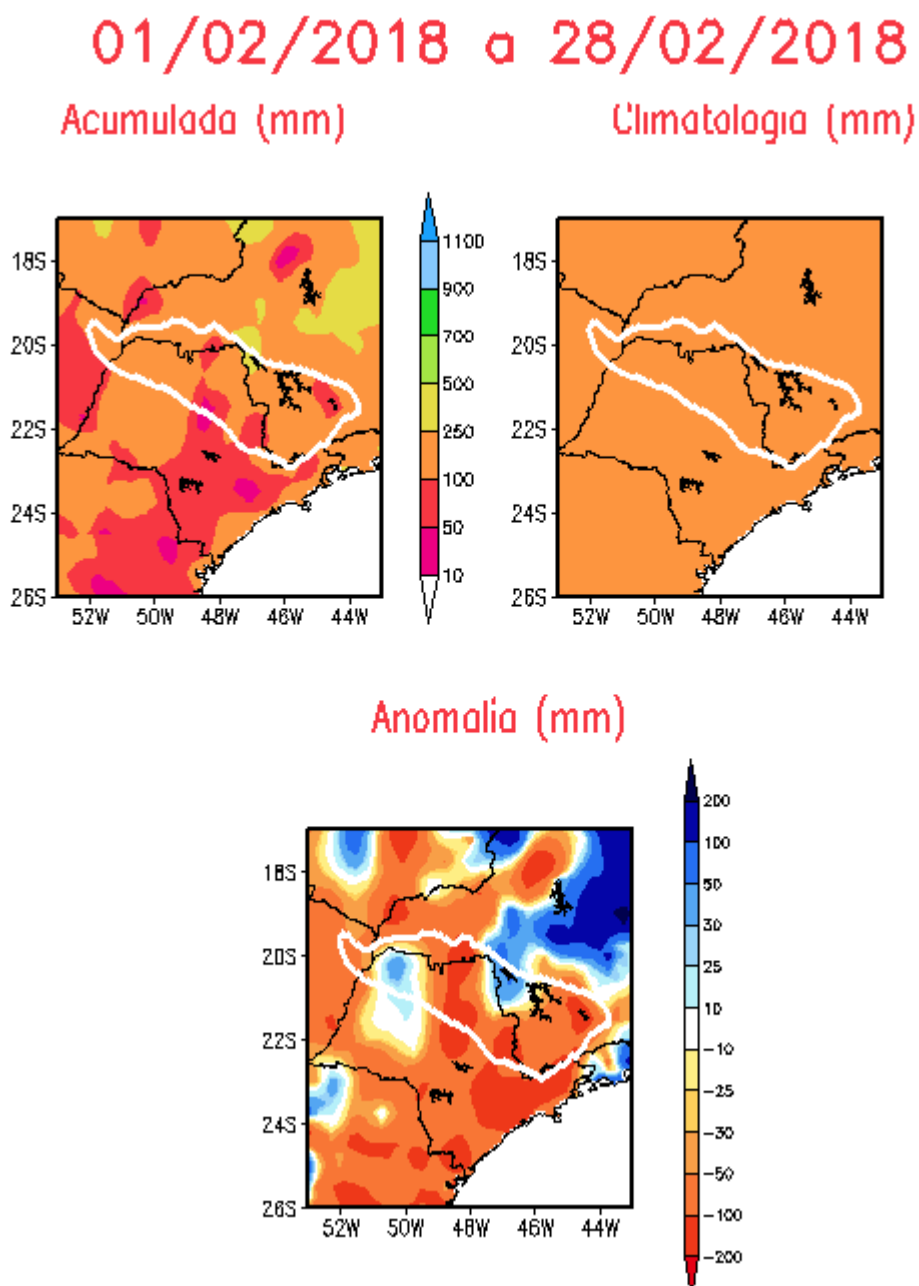 01/02/2018 a 28/02/2018
Acumulada (mm)
Climatologia (mm)
18S
20S
22S
24S
26S
52W 50W 48W 46W 44W
1100
900
700
500
250
100
50
10
18S
20S
22S
24S
26S
52W 50W 48W 46W 44W
Anomalia (mm)
18S
20S
22S
24S
26S
52W 50W 48W 46W 44W
200
100
50
30
25
10
-10
-25
-30
-50
-100
-200